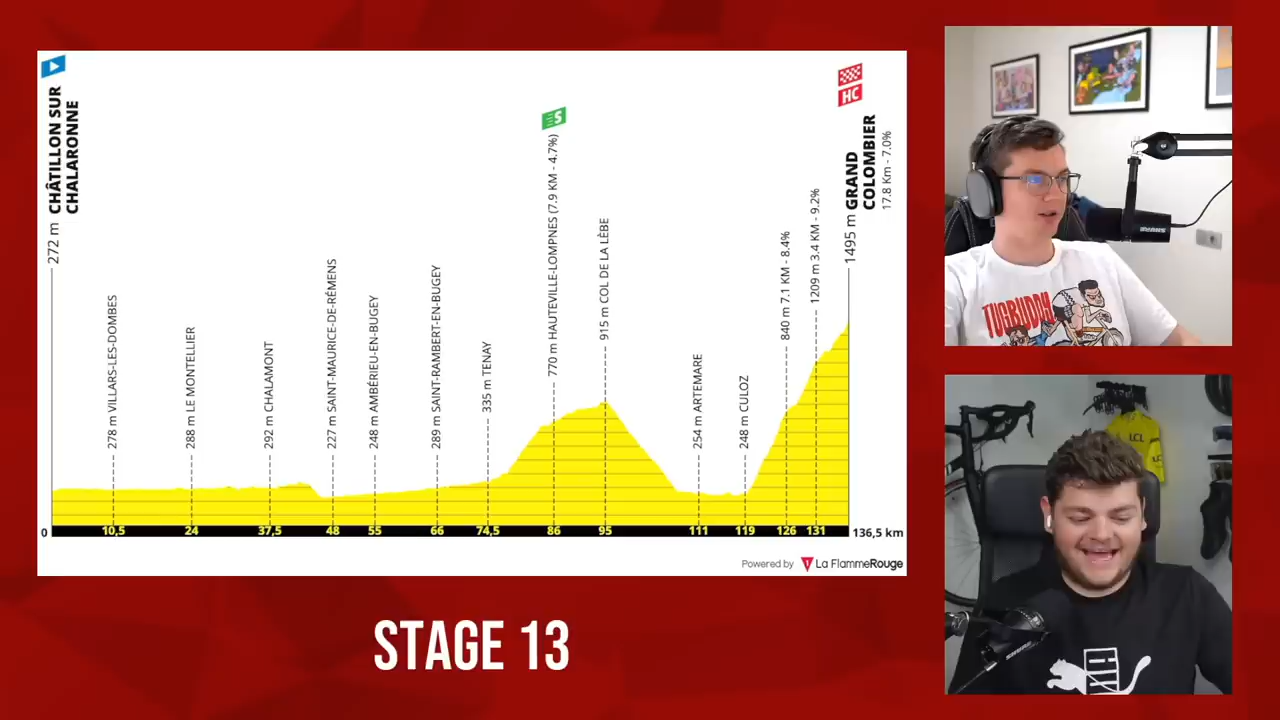 CHÂTILLON SUR
CHALARONNE
272 m
278 m VILLARS-LES-DOMBES
288 m LE MONTELLIER
292 m CHALAMONT
227 m SAINT-MAURICE-DE-RÉMENS
248 m AMBÉRIEU-EN-BUGEY
289 m SAINT-RAMBERT-EN-BUGEY
335 m TENAY
S
770 m HAUTEVILLE-LOMPNES (7.9 KM - 4.7%)
915 m COL DE LA LÈBE
254 m ARTEMARE
248 m CULOZ
840 m 7.1 KM - 8.4%
1209 m 3.4 KM - 9.2%
HC
1495 m GRAND
COLOMBIER
17.8 Km - 7.0%
0 10,5 24 37,5 48 55 66 74,5 86 95 111 119 126 131 136,5 km
Powered by La FlammeRouge
STAGE 13
TUGBUDDY
SHURE
LCL